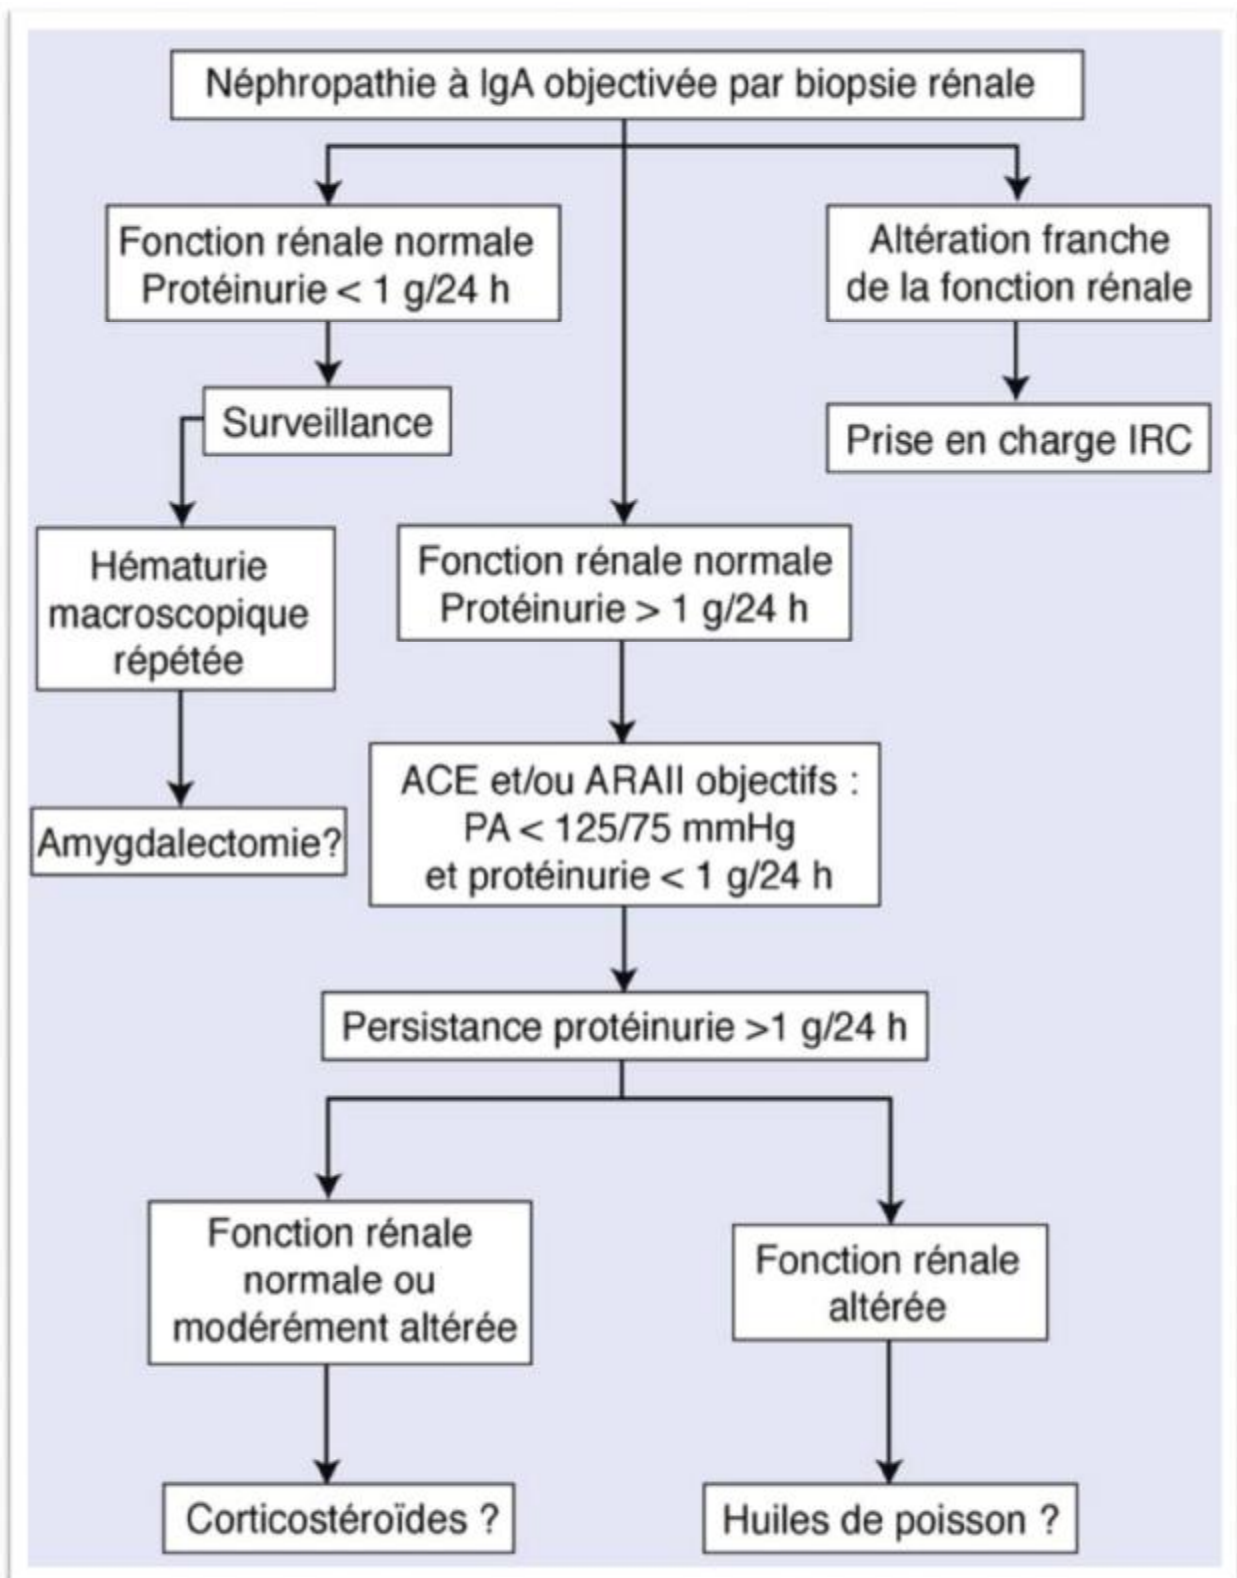 Néphropathie à IgA objectivée par biopsie rénale
Fonction rénale normale
Protéinurie < 1 g/24 h
Altération franche
de la fonction rénale
Surveillance
Prise en charge IRC
Hématurie
macroscopique
répétée
Fonction rénale normale
Protéinurie > 1 g/24 h
Amygdalectomie?
ACE et/ou ARAII objectifs :
PA < 125/75 mmHg
et protéinurie < 1 g/24 h
Persistance protéinurie >1 g/24 h
Fonction rénale
normale ou
modérément altérée
Fonction rénale
altérée
Corticostéroïdes ?
Huiles de poisson ?